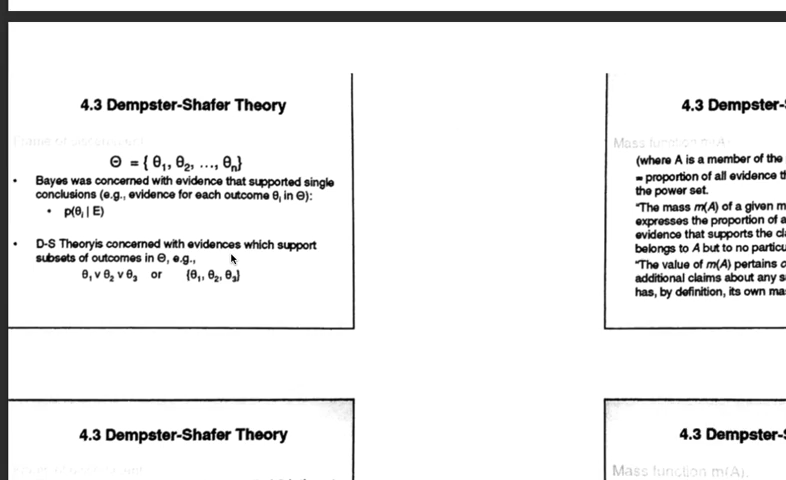 4.3 Dempster-Shafer Theory
Frame of discernment
Θ = { θ1, θ2, ..., θn}
• Bayes was concerned with evidence that supported single
conclusions (e.g., evidence for each outcome θi in Θ):
• p(θi | E)
• D-S Theoryis concerned with evidences which support
subsets of outcomes in Θ, e.g.,
θ1 v θ2 v θ3 or {θ1, θ2, θ3}
4.3 Dempster-
Mass function m(A)
(where A is a member of the
= proportion of all evidence
the power set.
"The mass m(A) of a given
expresses the proportion of
evidence that supports the
belongs to A but to no
"The value of m(A) pertains
additional claims about any
has, by definition, its own
4.3 Dempster-Shafer Theory
4.3 Dempster-
Mass function m(A).